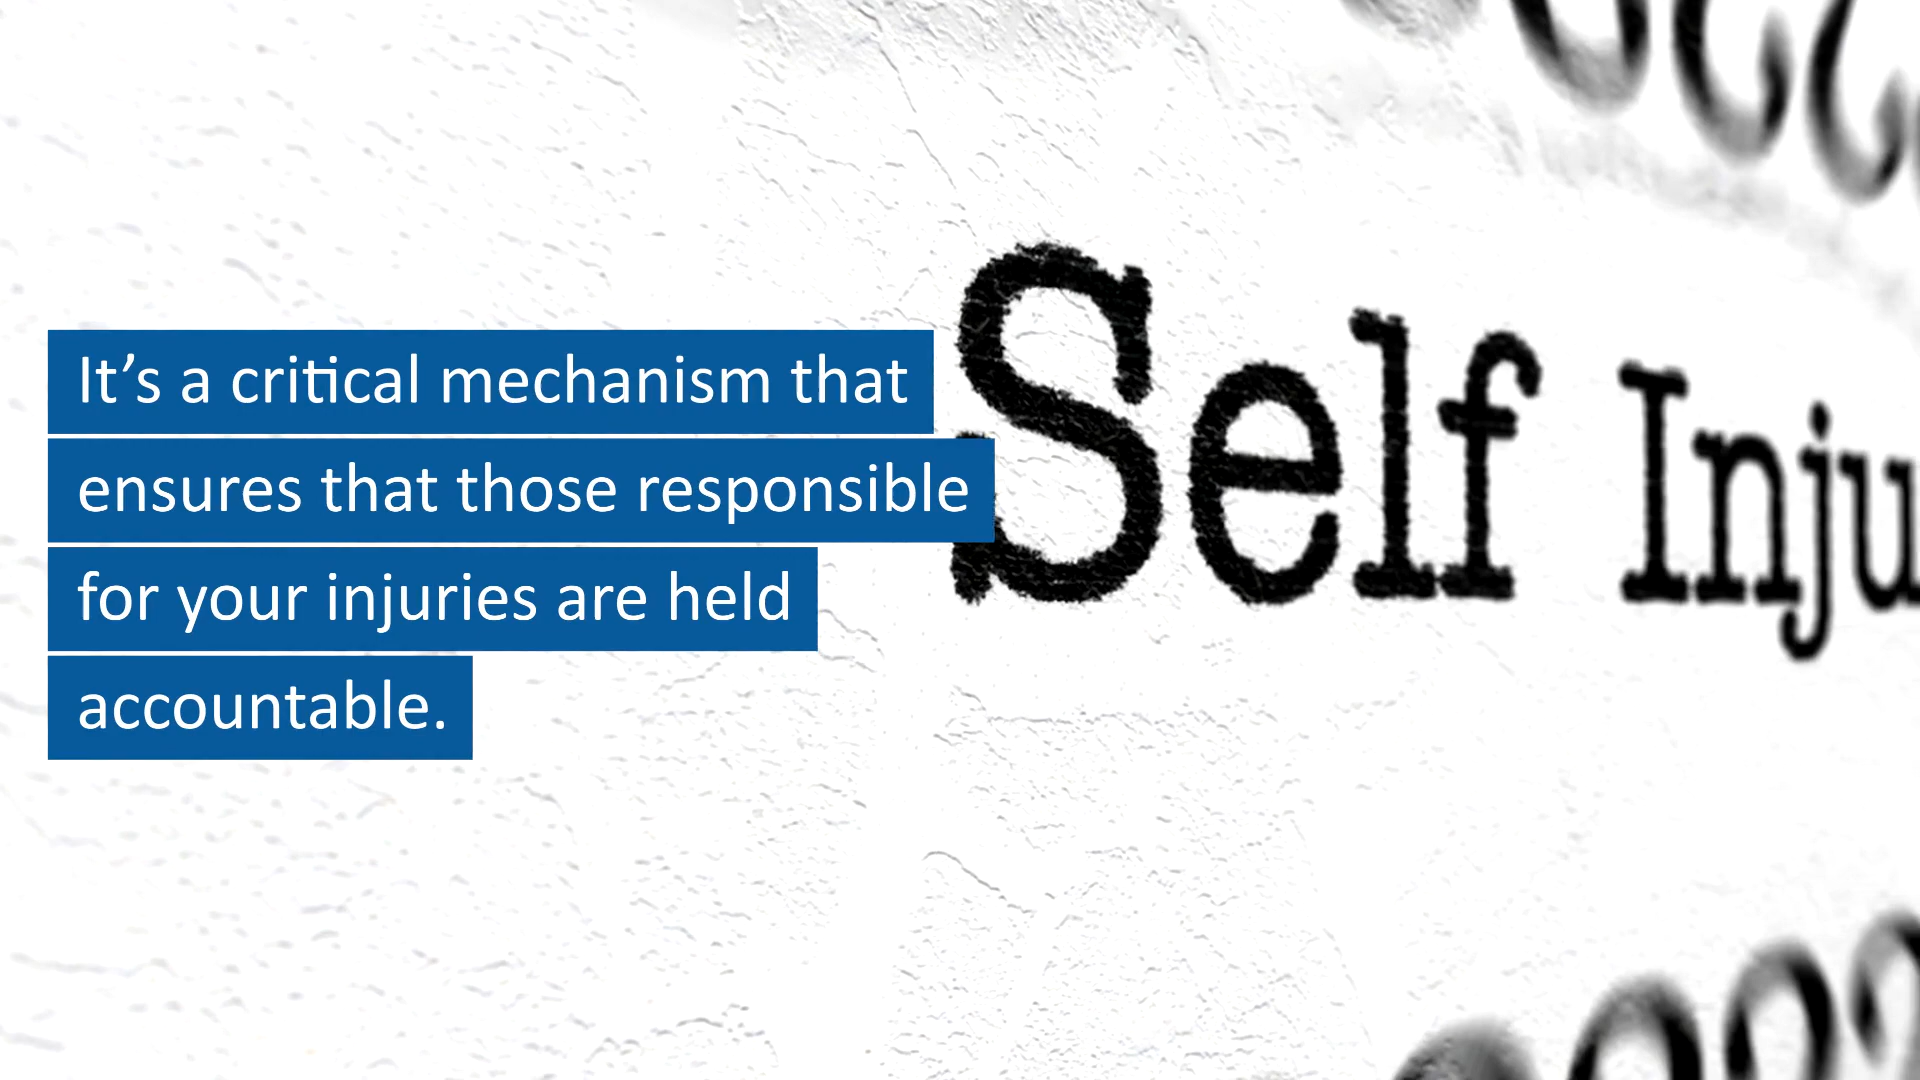 It’s a critical mechanism that
ensures that those responsible
for your injuries are held
accountable.
Self Inju